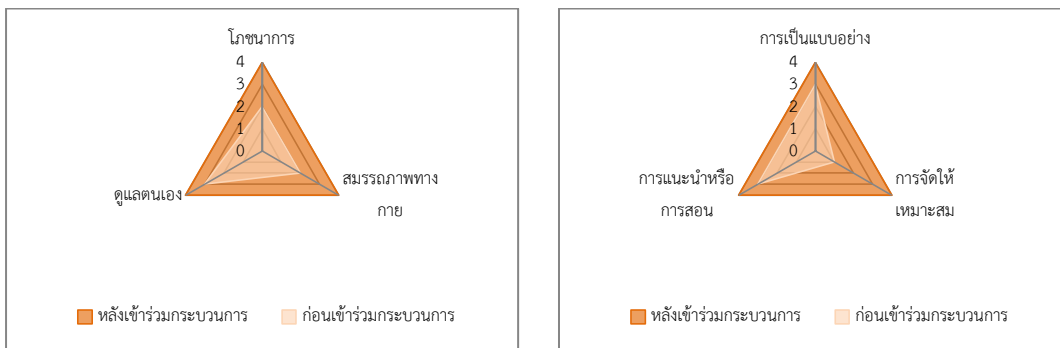 โภชนาการ
4
3
2
1
0
ดูแลตนเอง
สมรรถภาพทาง
กาย
หลังเข้าร่วมกระบวนการ
ก่อนเข้าร่วมกระบวนการ
การเป็นแบบอย่าง
4
3
2
1
0
การแนะนำหรือ
การสอน
การจัดให้
เหมาะสม
หลังเข้าร่วมกระบวนการ
ก่อนเข้าร่วมกระบวนการ